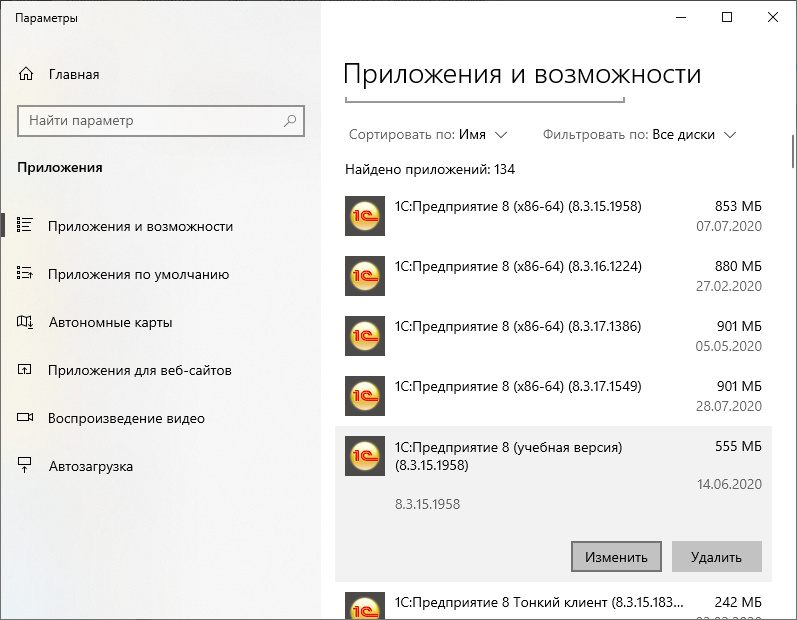 Параметры
Главная
Найти параметр
Приложения
Приложения и возможности
Приложения по умолчанию
Автономные карты
Приложения для веб-сайтов
Воспроизведение видео
Автозагрузка
Приложения и возможности
Сортировать по: Имя Фильтровать по: Все диски
Найдено приложений: 134
1С 1С:Предприятие 8 (x86-64) (8.3.15.1958) 853 МБ
07.07.2020
1С 1С:Предприятие 8 (x86-64) (8.3.16.1224) 880 МБ
27.02.2020
1С 1С:Предприятие 8 (x86-64) (8.3.17.1386) 901 МБ
05.05.2020
1С 1С:Предприятие 8 (x86-64) (8.3.17.1549) 901 МБ
28.07.2020
1С 1С:Предприятие 8 (учебная версия) 555 МБ
(8.3.15.1958)
14.06.2020
8.3.15.1958
Изменить Удалить
1С 1С:Предприятие 8 Тонкий клиент (8.3.15.183... 242 МБ